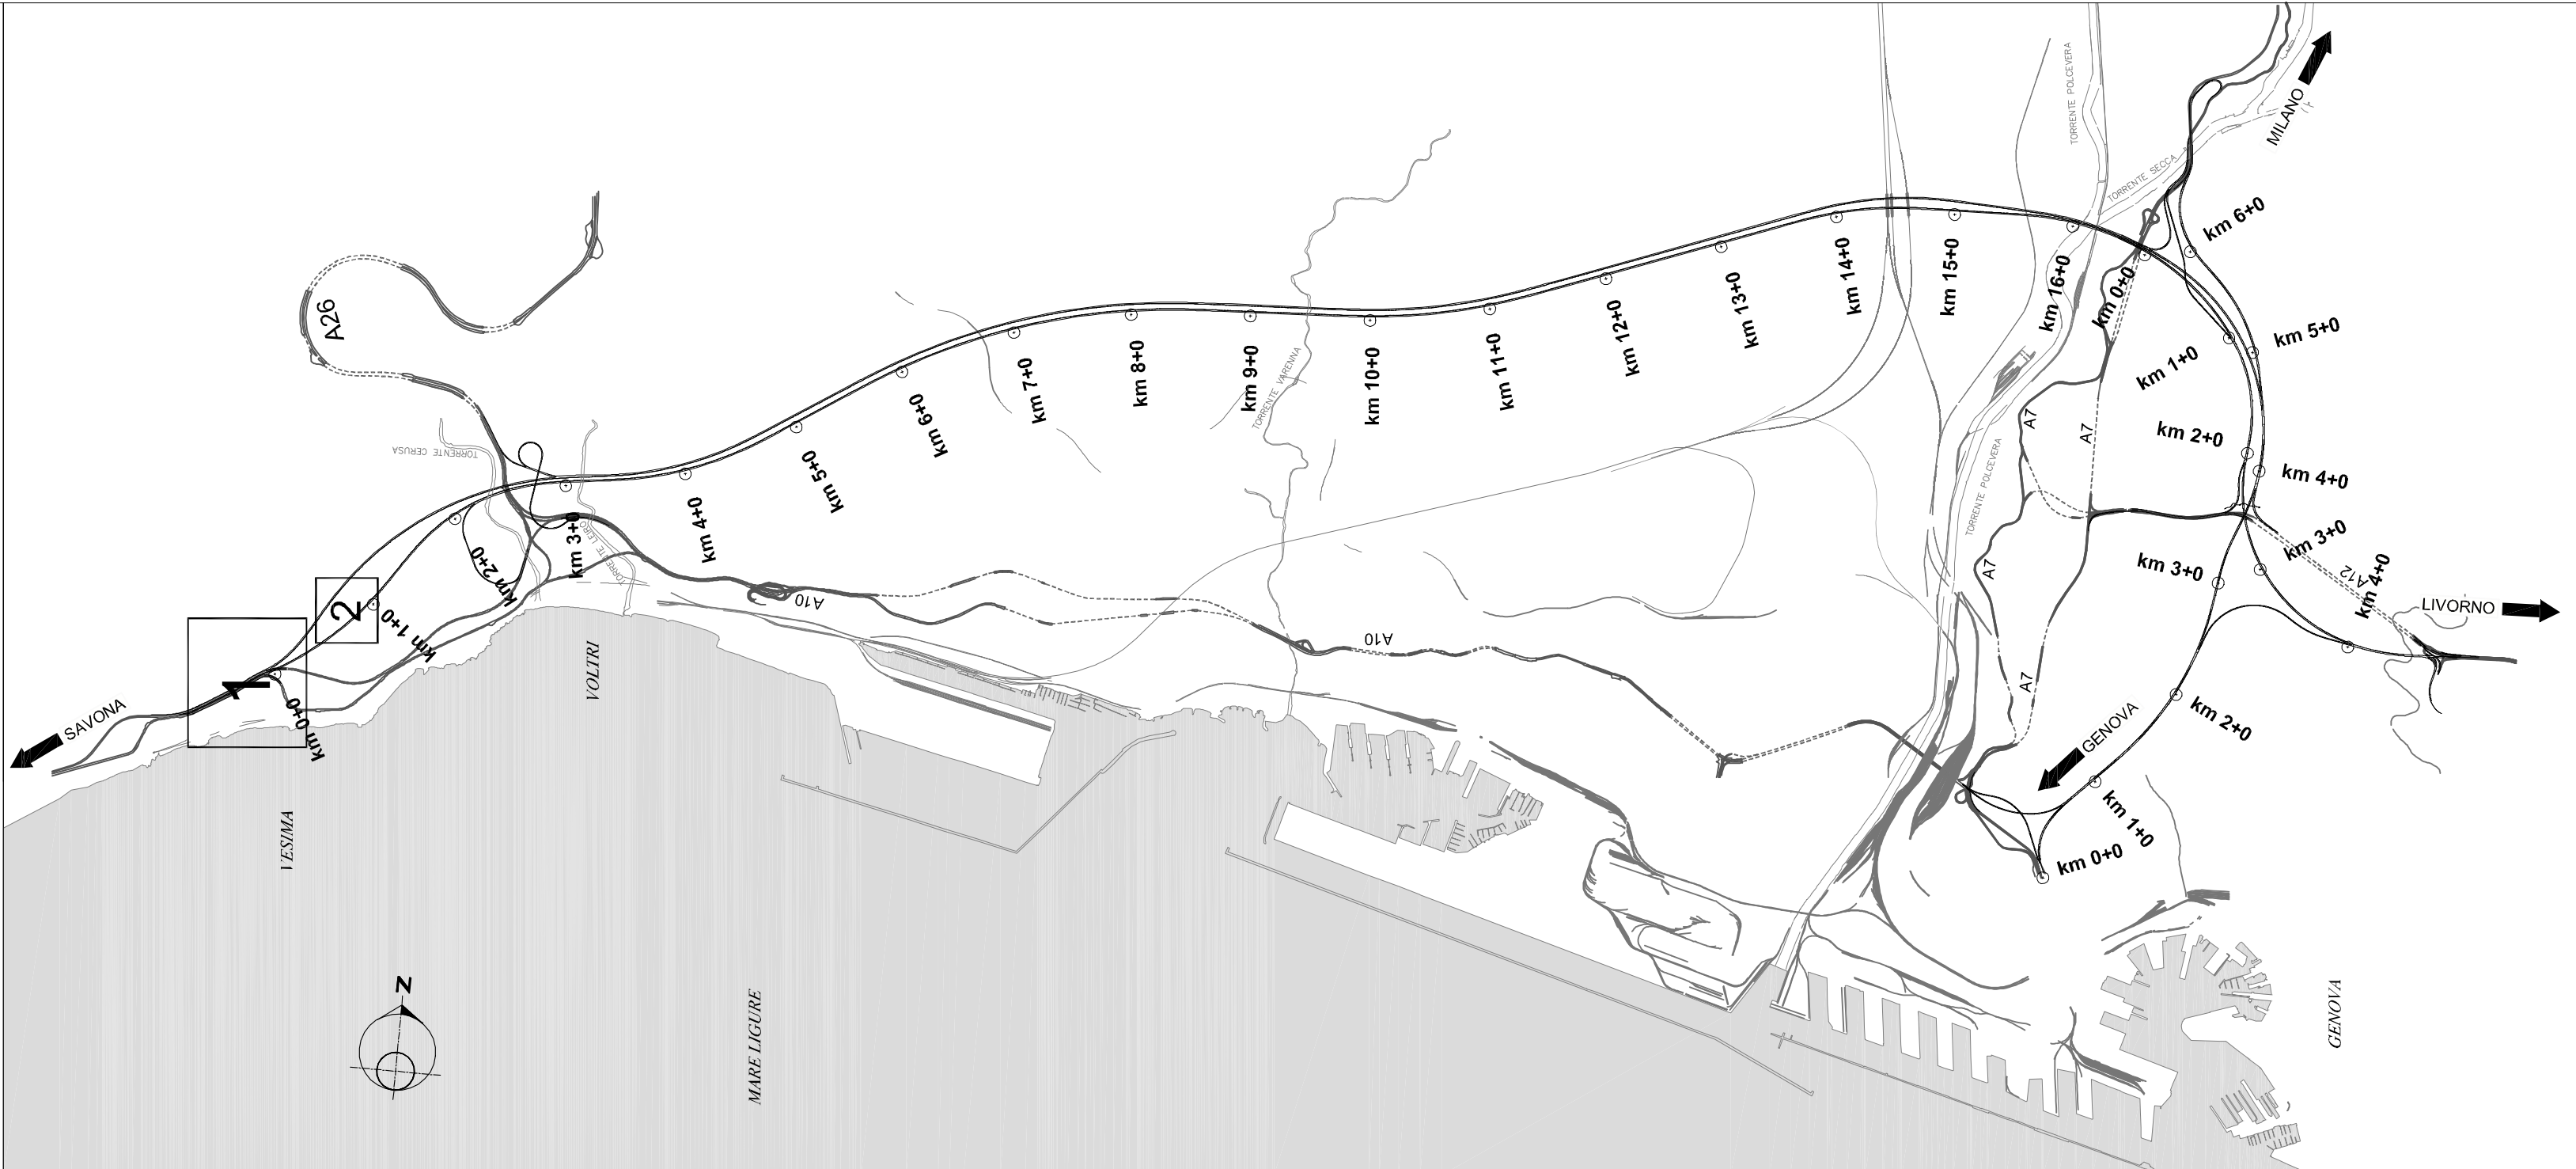 SAVONA
1
2
km 0+0
km 1+0
km 2+0
km 3+0
km 4+0
km 5+0
km 6+0
km 7+0
km 8+0
km 9+0
km 10+0
km 11+0
km 12+0
km 13+0
km 14+0
km 15+0
km 16+0
A26
TORRENTE CERUSA
TORRENTE LEIRO
TORRENTE VARENNA
A10
A10
VESIMA
VOLTRI
MARE LIGURE
N
TORRENTE POLCEVERA
TORRENTE SECCA
MILANO
TORRENTE POLCEVERA
km 0+0
km 1+0
km 2+0
km 3+0
km 4+0
A7
A7
A7
A7
km 6+0
km 5+0
km 4+0
km 3+0
km 2+0
km 1+0
km 0+0
A12
LIVORNO
GENOVA
GENOVA